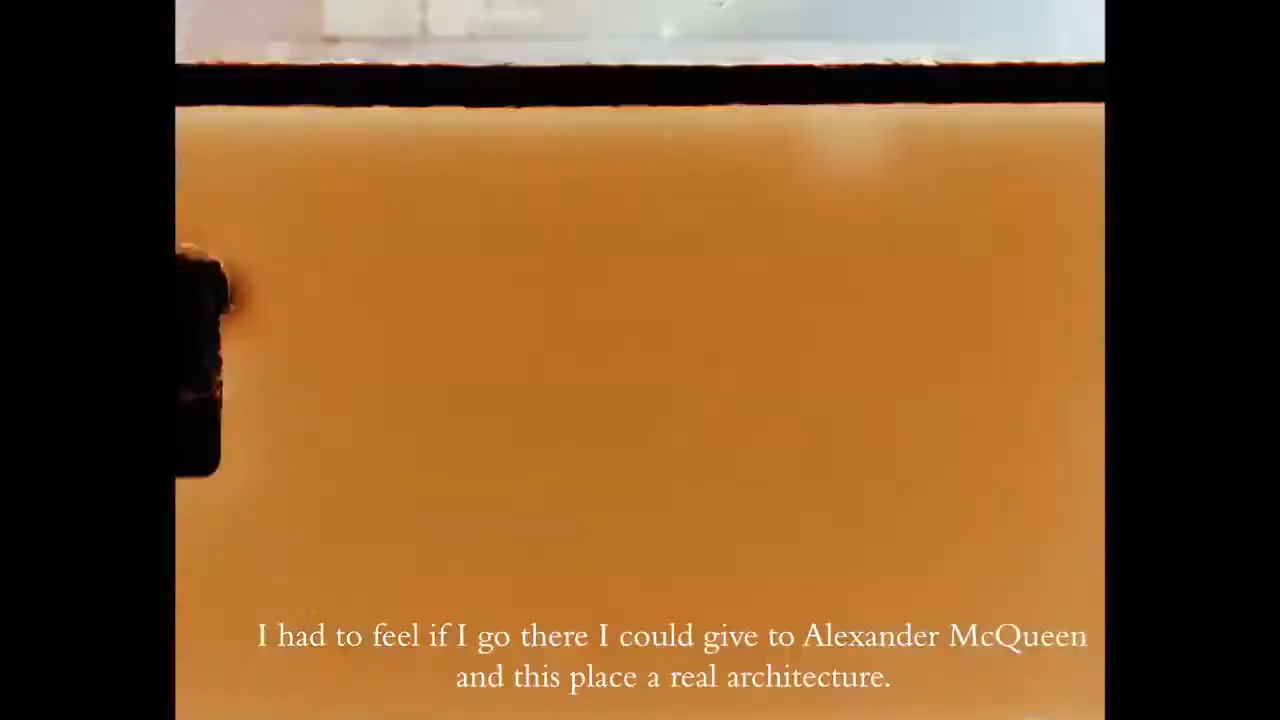 I had to feel if I go there I could give to Alexander McQueen
and this place a real architecture.